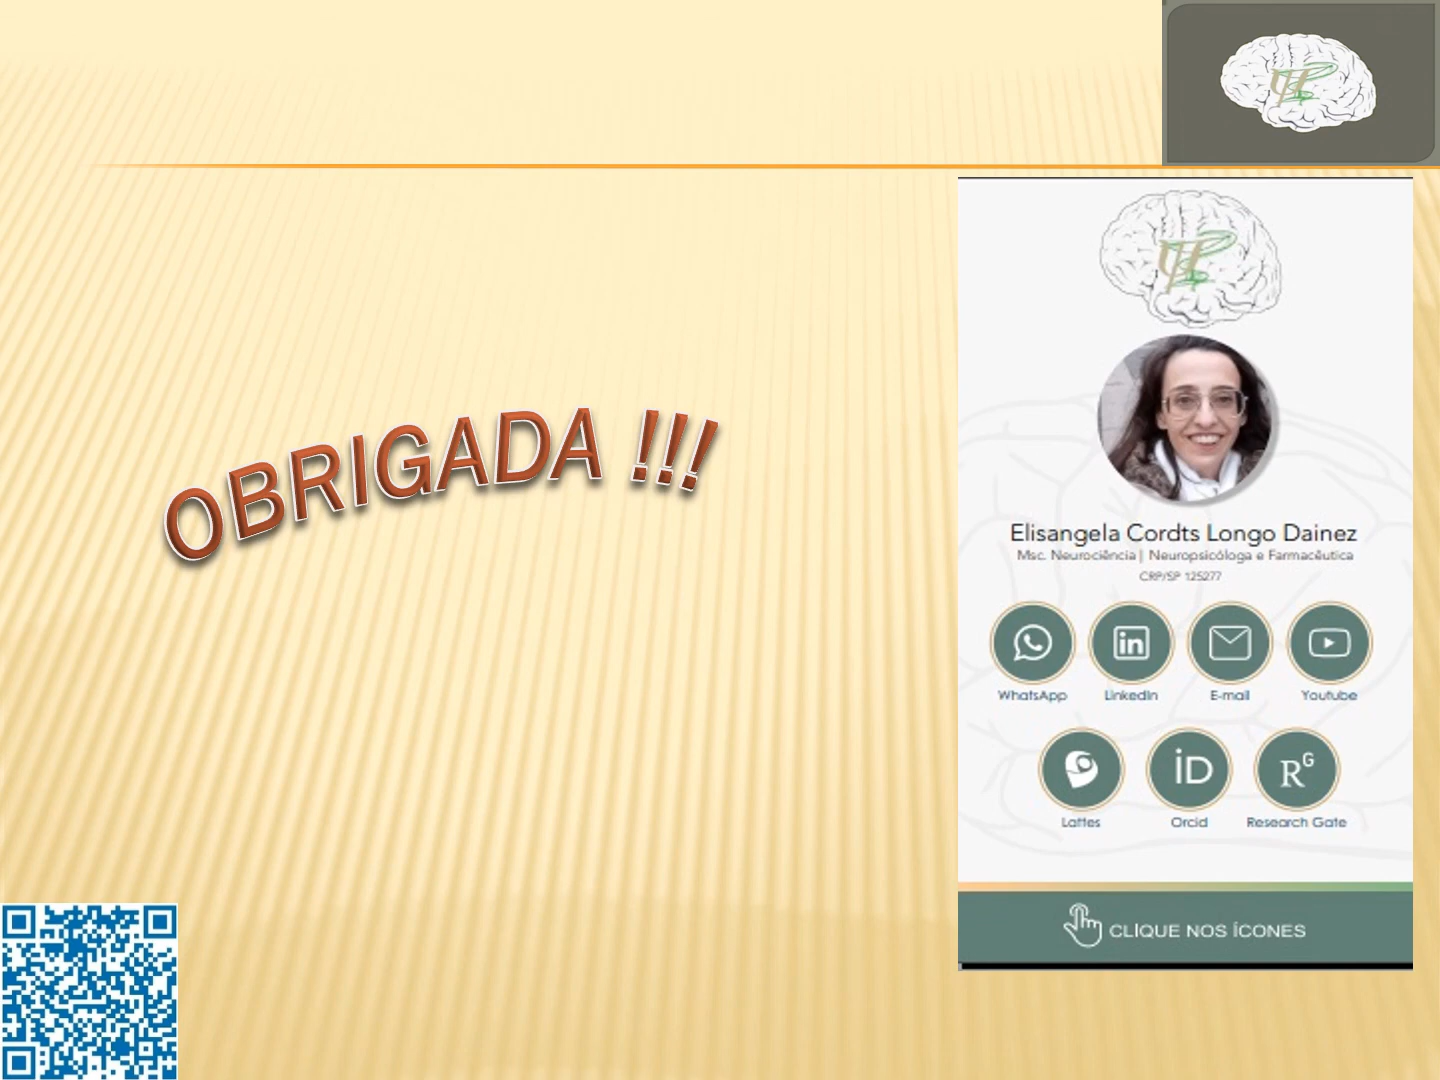 OBRIGADA !!!
Elisangela Cordts Longo Dainez
Msc. Neurociência | Neuropsicóloga e Farmacêutica
CRP/SP 125277
WhatsApp LinkedIn E-mail Youtube
Lattes Orcid Research Gate
CLIQUE NOS ÍCONES